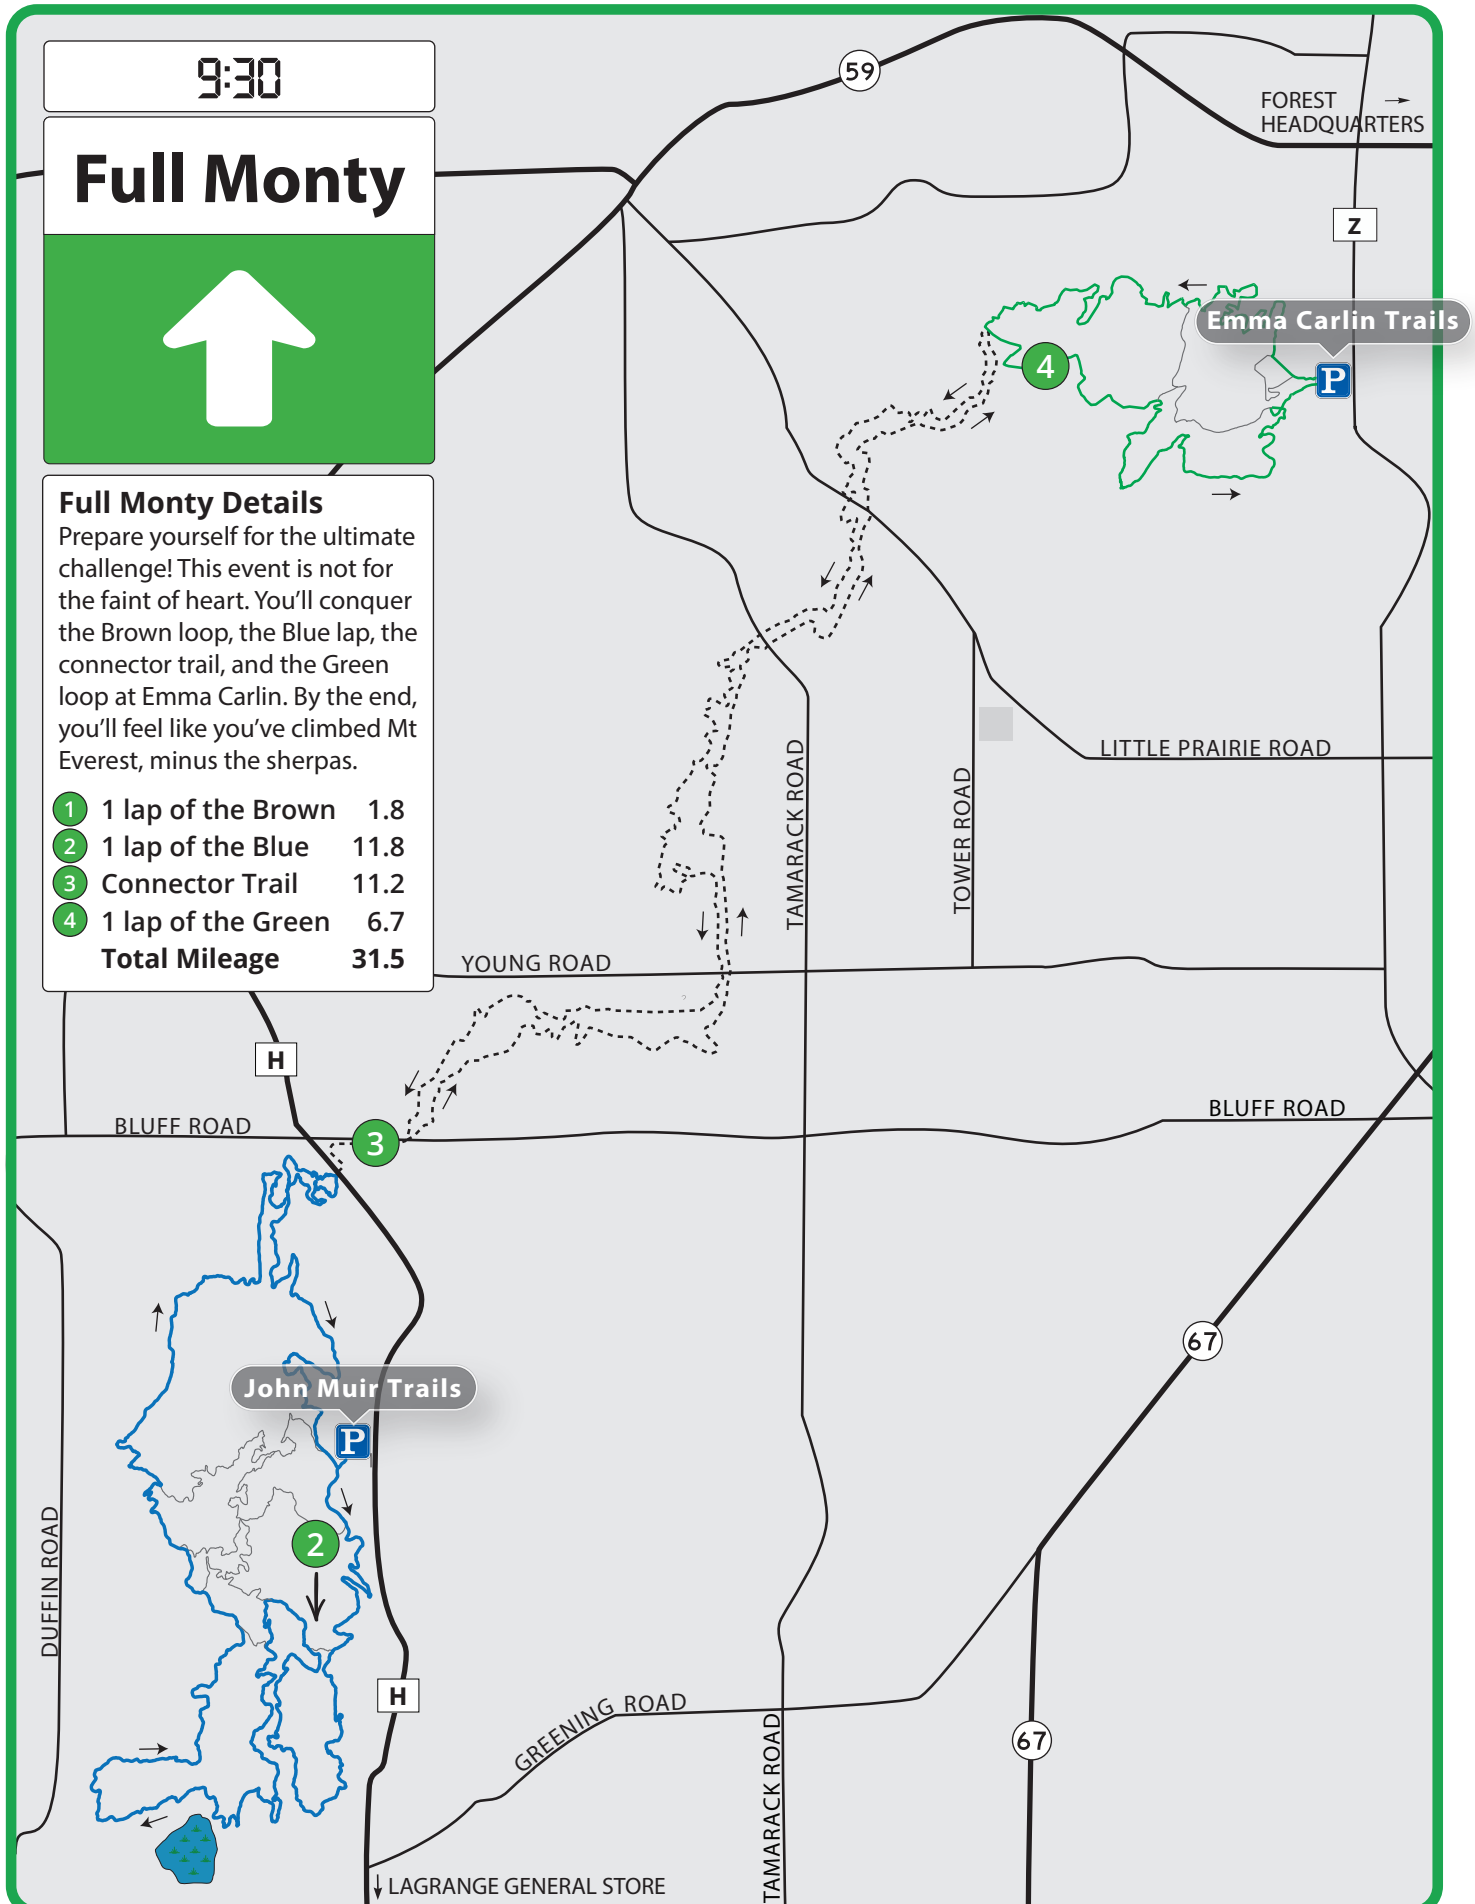 9:30
59
FOREST
HEADQUARTERS
Full Monty
Z
Emma Carlin Trails
P
4
Full Monty Details
Prepare yourself for the ultimate
challenge! This event is not for
the faint of heart. You'll conquer
the Brown loop, the Blue lap, the
connector trail, and the Green
loop at Emma Carlin. By the end,
you'll feel like you've climbed Mt
Everest, minus the sherpas.
1 1 lap of the Brown 1.8
2 1 lap of the Blue 11.8
3 Connector Trail 11.2
4 1 lap of the Green 6.7
Total Mileage 31.5
LITTLE PRAIRIE ROAD
TAMARACK ROAD
TOWER ROAD
YOUNG ROAD
?
H
BLUFF ROAD
BLUFF ROAD
3
67
John Muir Trails
P
2
DUFFIN ROAD
H
GREENING ROAD
TAMARACK ROAD
67
LAGRANGE GENERAL STORE